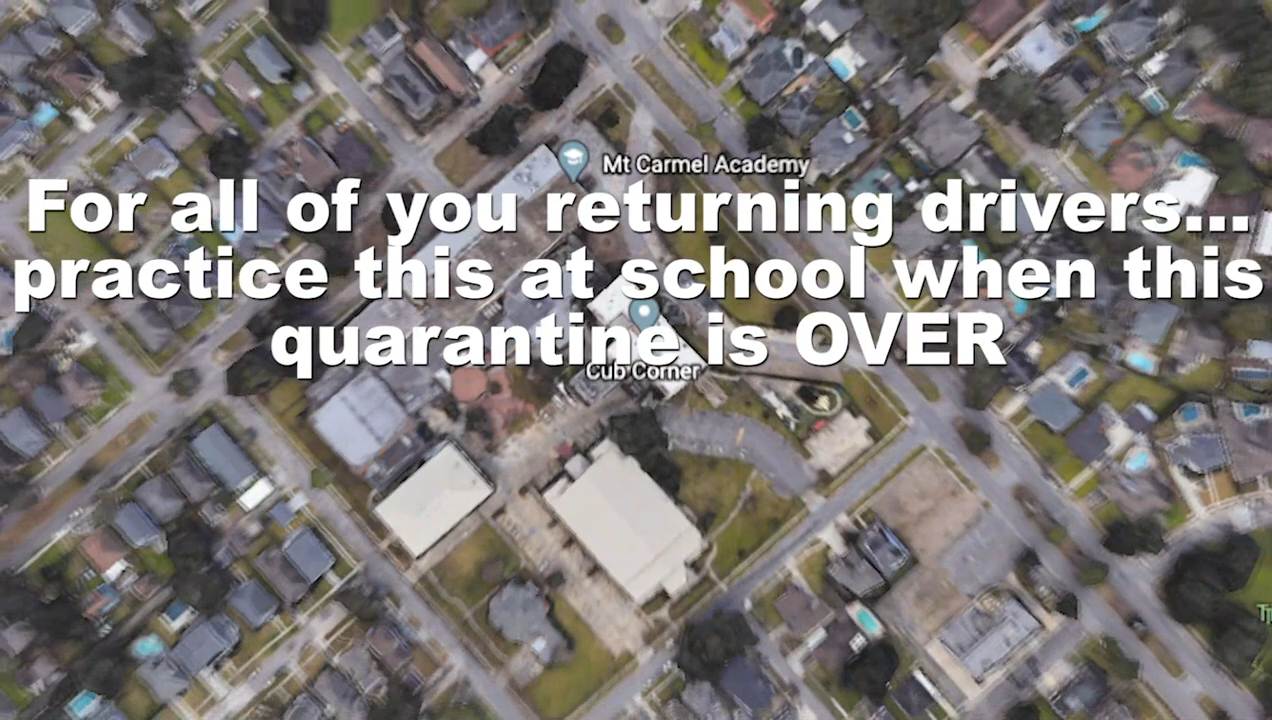 Mt Carmel Academy
For all of you returning drivers...
practice this at school when this
quarantine is OVER
Cub Corner